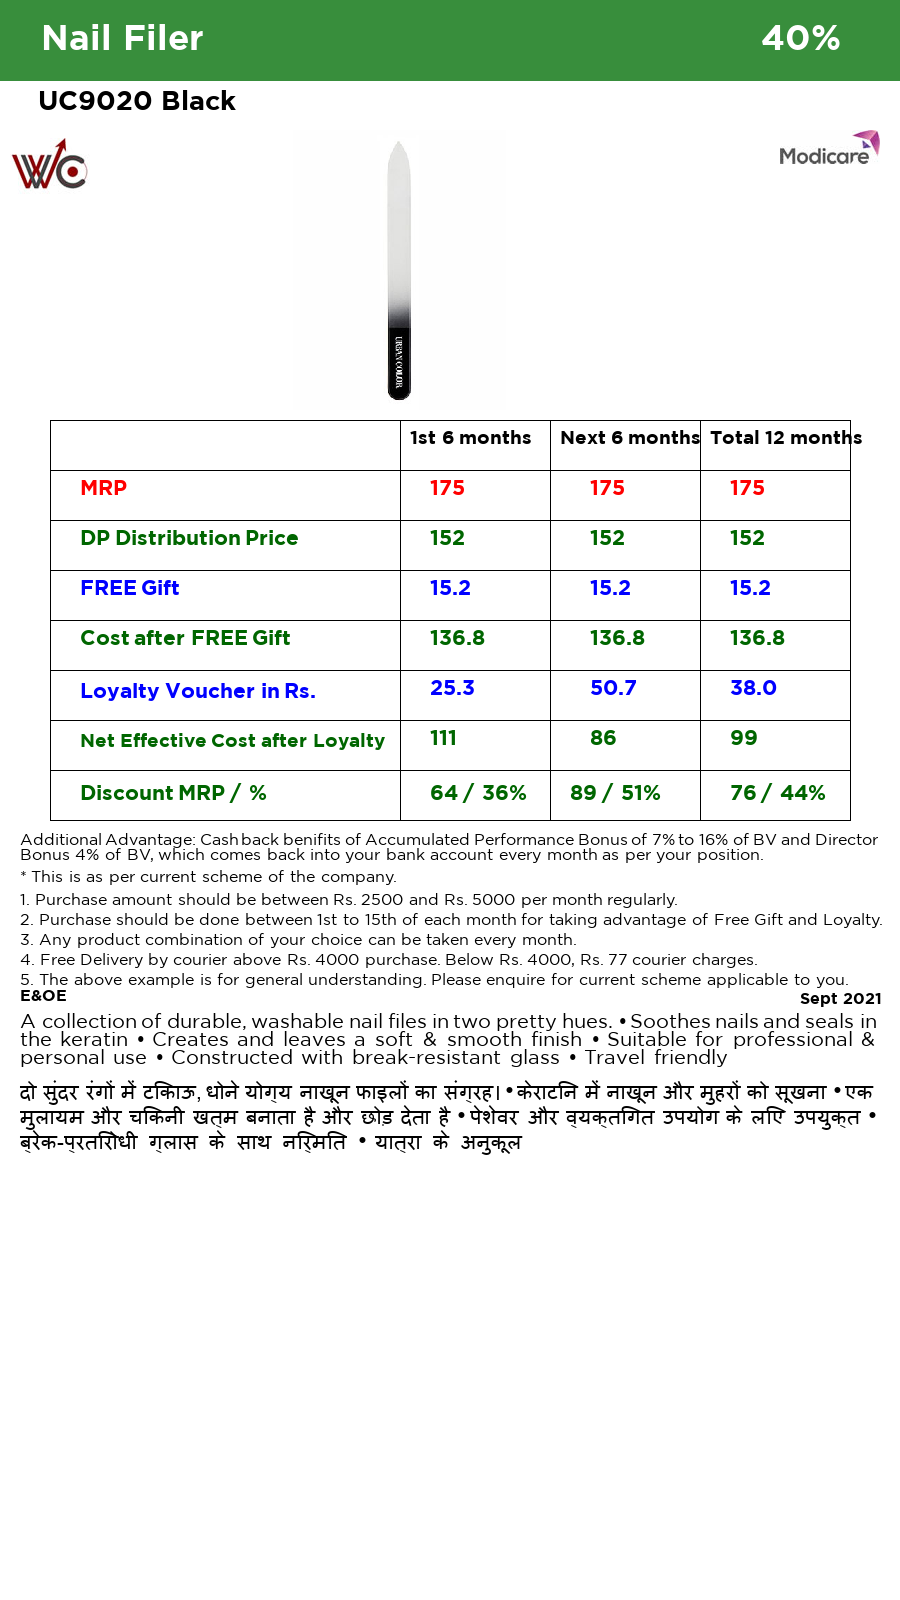 Nail Filer 40%
UC9020 Black
WC
Modicare
URBAN COLOR
1st 6 months Next 6 months Total 12 months
MRP 175 175 175
DP Distribution Price 152 152 152
FREE Gift 15.2 15.2 15.2
Cost after FREE Gift 136.8 136.8 136.8
Loyalty Voucher in Rs. 25.3 50.7 38.0
Net Effective Cost after Loyalty 111 86 99
Discount MRP / % 64 / 36% 89 / 51% 76 / 44%
Additional Advantage: Cash back benifits of Accumulated Performance Bonus of 7% to 16% of BV and Director
Bonus 4% of BV, which comes back into your bank account every month as per your position.
* This is as per current scheme of the company.
1. Purchase amount should be between Rs. 2500 and Rs. 5000 per month regularly.
2. Purchase should be done between 1st to 15th of each month for taking advantage of Free Gift and Loyalty.
3. Any product combination of your choice can be taken every month.
4. Free Delivery by courier above Rs. 4000 purchase. Below Rs. 4000, Rs. 77 courier charges.
5. The above example is for general understanding. Please enquire for current scheme applicable to you.
E&OE Sept 2021
A collection of durable, washable nail files in two pretty hues. • Soothes nails and seals in
the keratin • Creates and leaves a soft & smooth finish • Suitable for professional &
personal use • Constructed with break-resistant glass • Travel friendly
दो सुंदर रंगों में टिकाऊ, धोने योग्य नाखून फाइलों का संग्रह। • केराटिन में नाखून और मुहरों को सूखना • एक
मुलायम और चिकनी खत्म बनाता है और छोड़ देता है • पेशेवर और व्यक्तिगत उपयोग के लिए उपयुक्त •
ब्रेक-प्रतिरोधी ग्लास के साथ निर्मित • यात्रा के अनुकूल